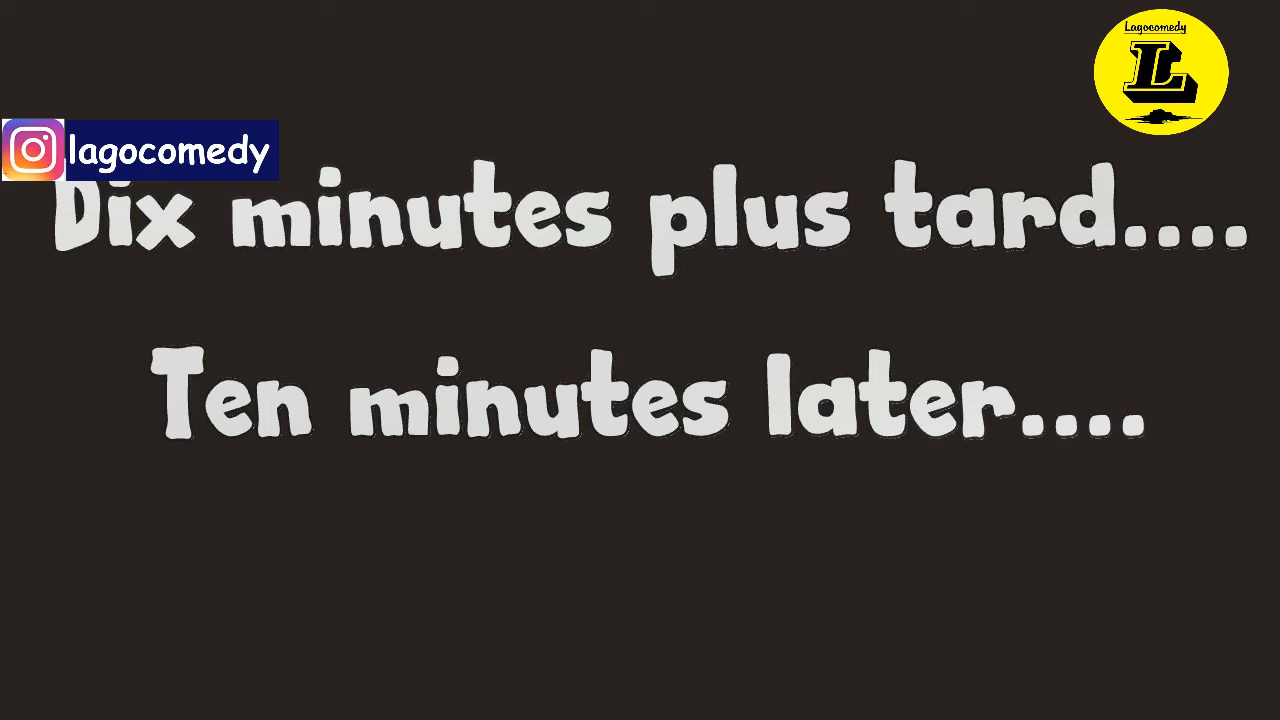 Lagocomedy
L
lagocomedy
Dix minutes plus tard....
Ten minutes later....